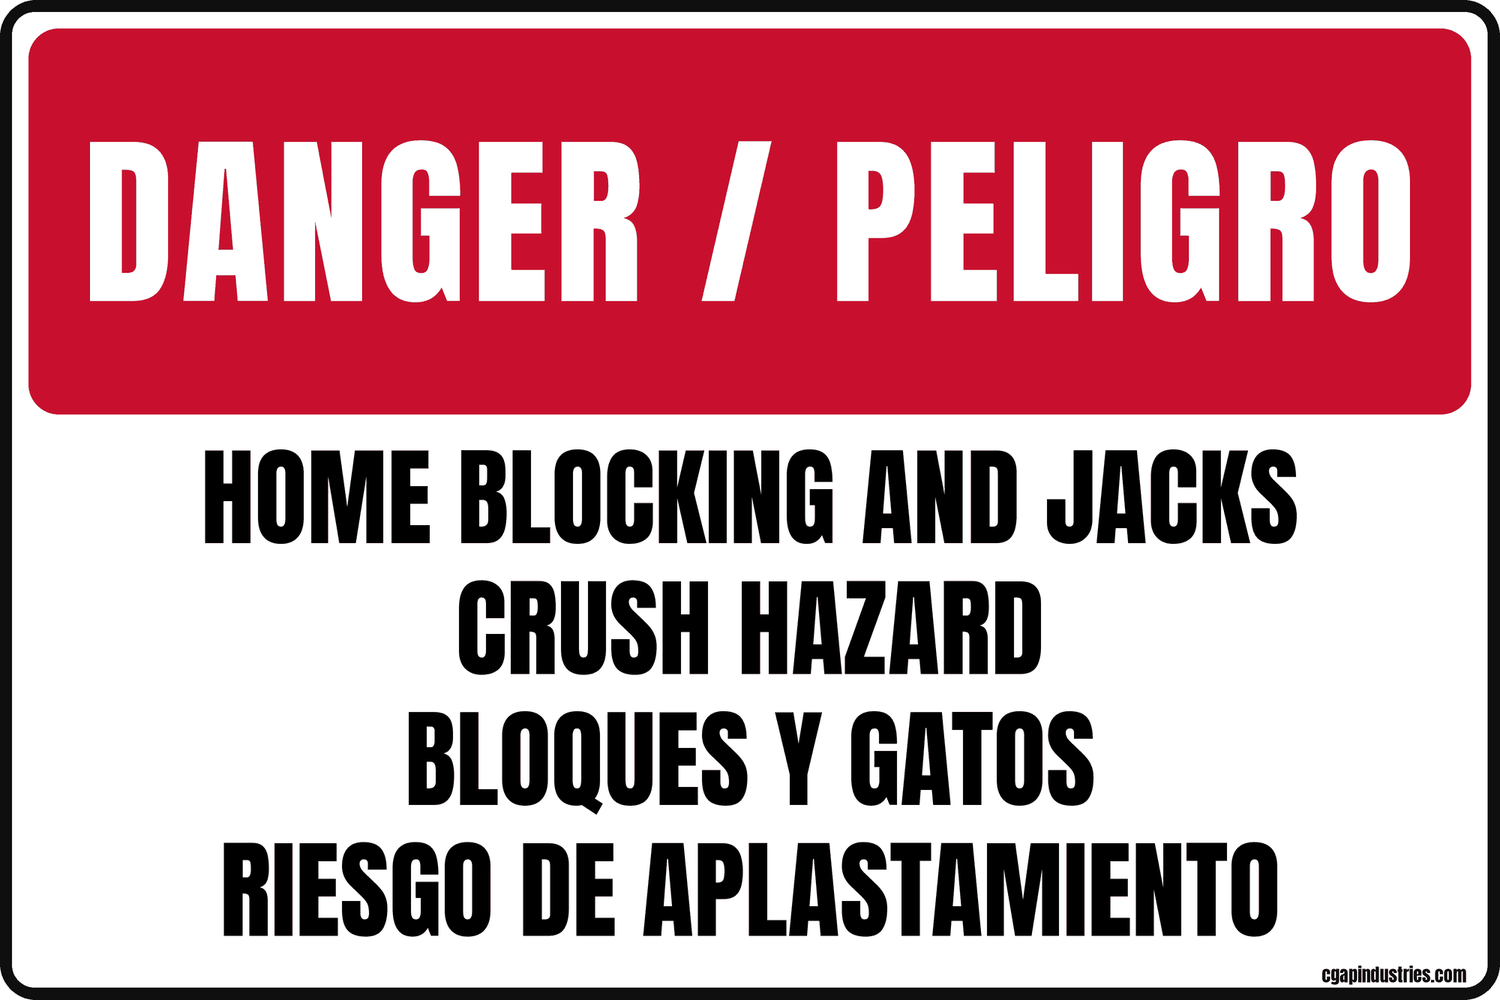 DANGER / PELIGRO
HOME BLOCKING AND JACKS
CRUSH HAZARD
BLOQUES Y GATOS
RIESGO DE APLASTAMIENTO
cgapindustries.com